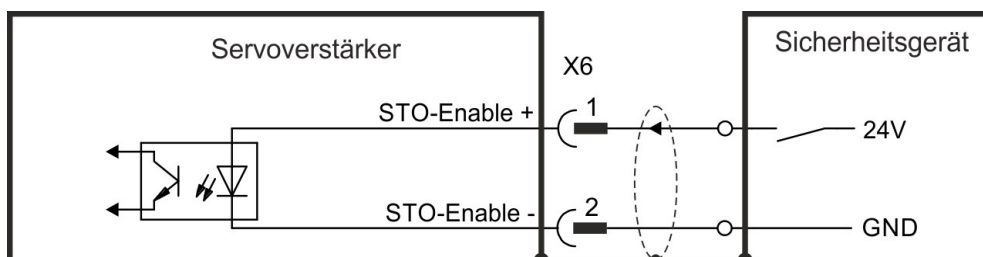 Servoverstärker
Sicherheitsgerät
X6
STO-Enable +
1
24V
STO-Enable -
2
GND